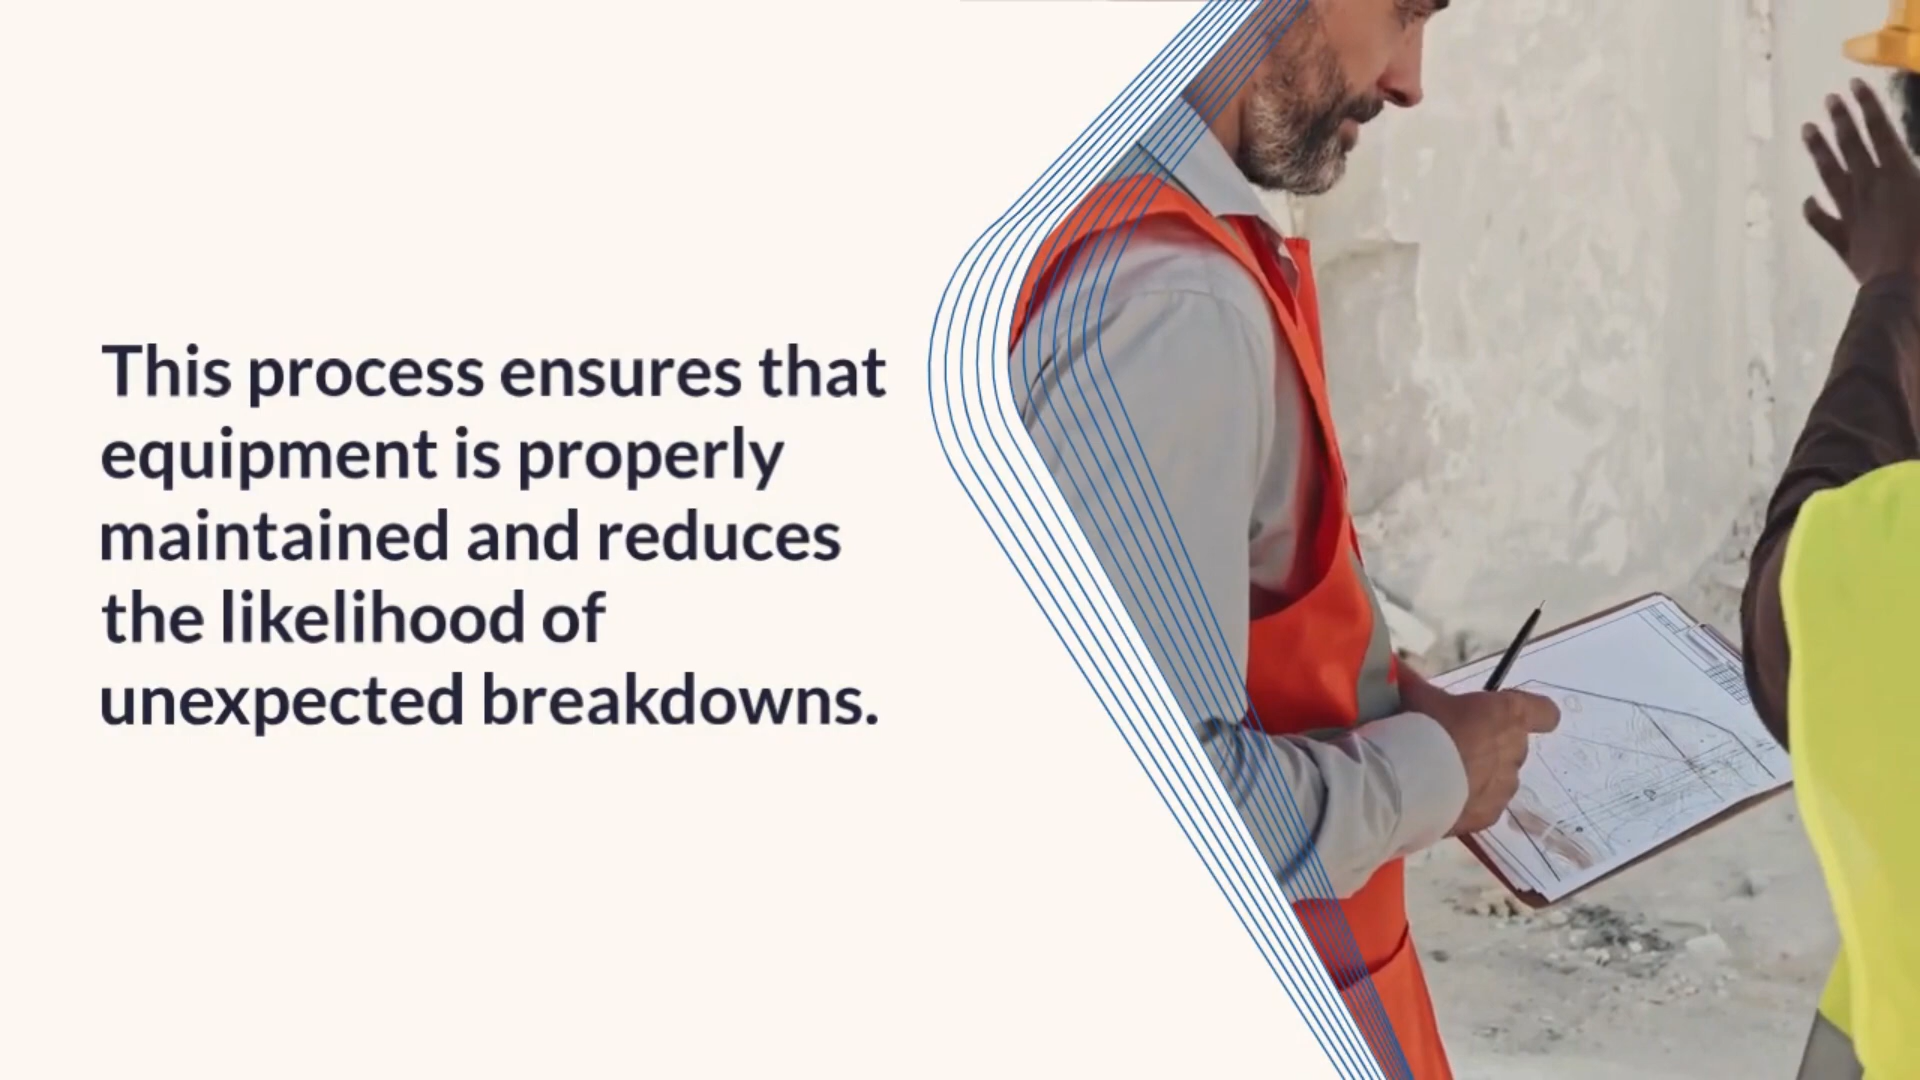 This process ensures that
equipment is properly
maintained and reduces
the likelihood of
unexpected breakdowns.